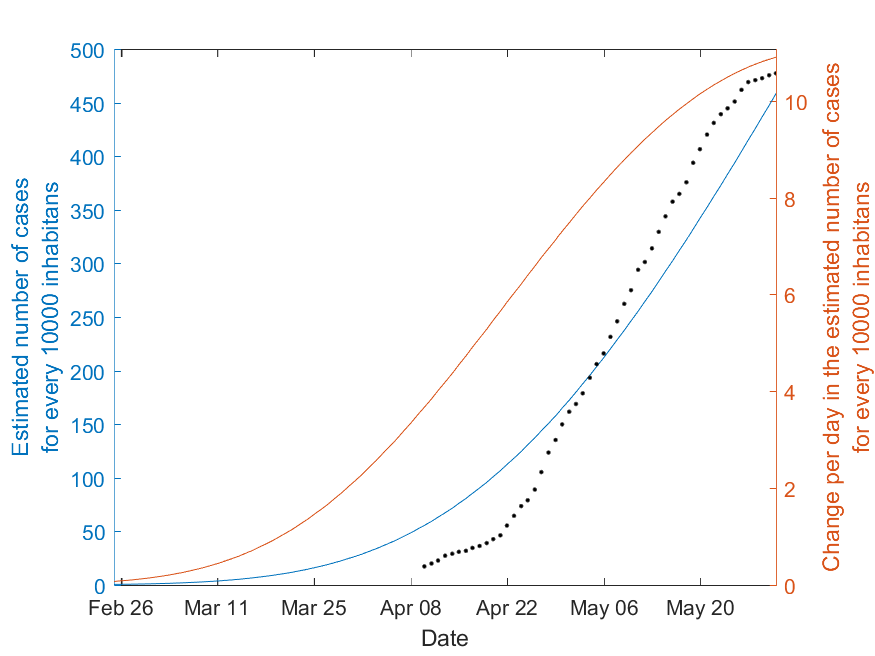 500
450
400
350
300
250
200
150
100
50
0
Estimated number of cases
for every 10000 inhabitans
10
8
6
4
2
0
Change per day in the estimated number of cases
for every 10000 inhabitans
Feb 26 Mar 11 Mar 25 Apr 08 Apr 22 May 06 May 20
Date